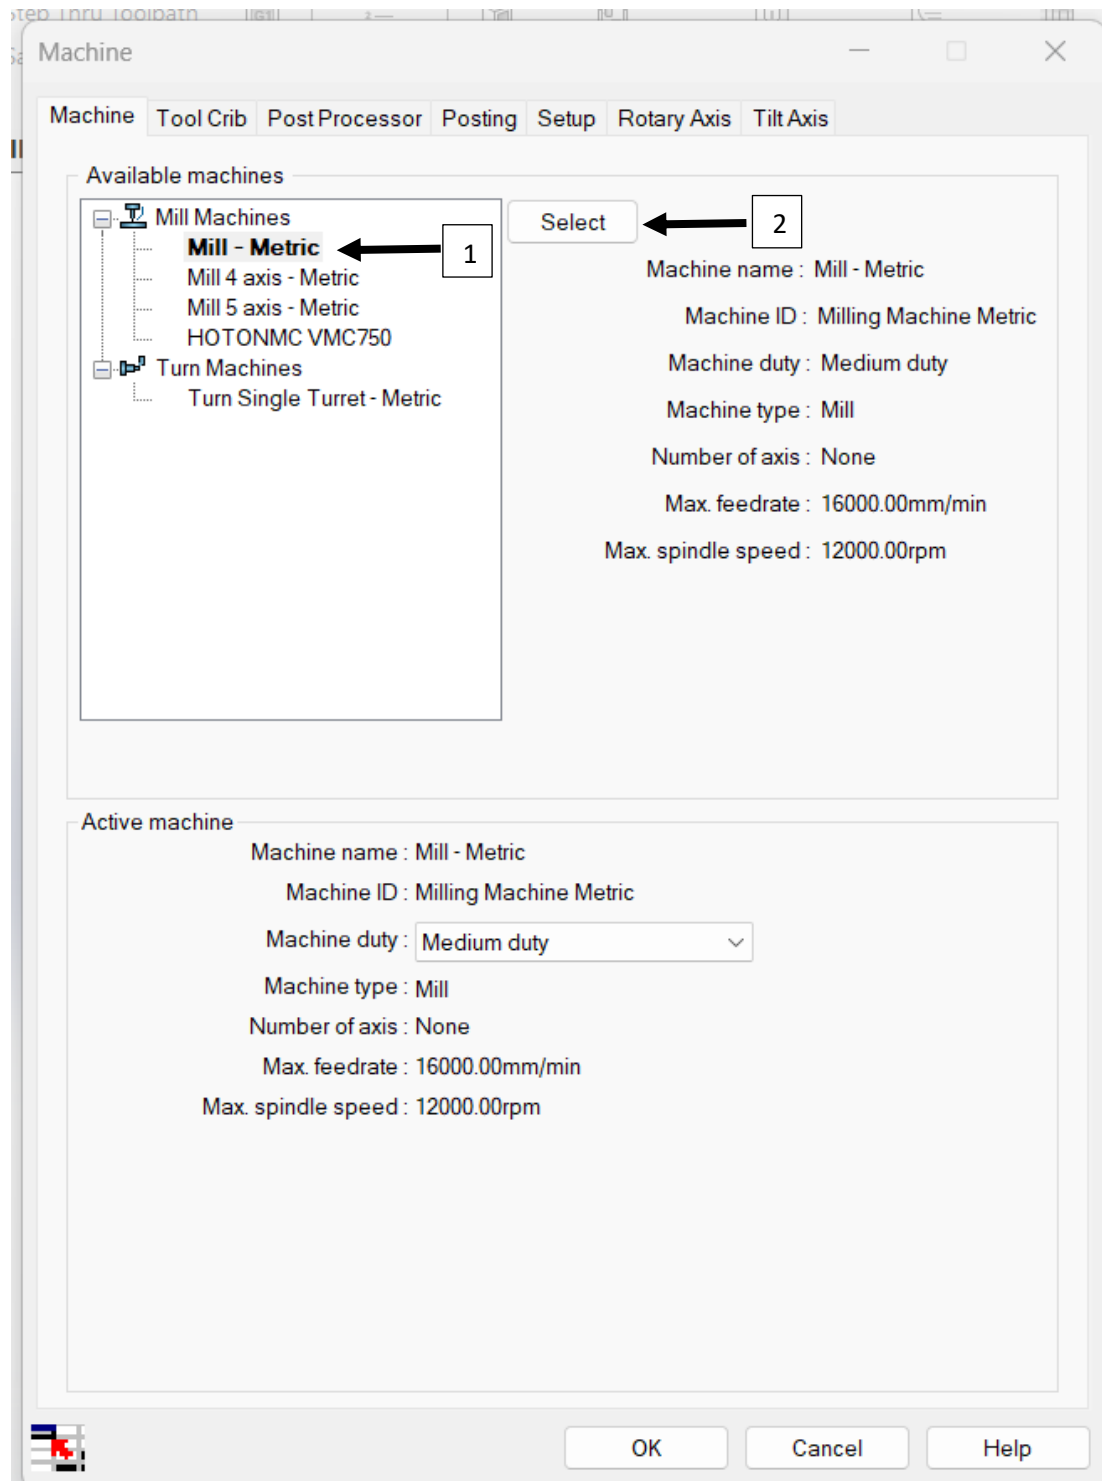 Step Thru Toolpath
Machine
Machine Tool Crib Post Processor Posting Setup Rotary Axis Tilt Axis
Available machines
Mill Machines
Mill - Metric
Mill 4 axis - Metric
Mill 5 axis - Metric
HOTONMC VMC750
Turn Machines
Turn Single Turret - Metric
1
Select
2
Machine name : Mill - Metric
Machine ID : Milling Machine Metric
Machine duty : Medium duty
Machine type : Mill
Number of axis : None
Max. feedrate : 16000.00mm/min
Max. spindle speed : 12000.00rpm
Active machine
Machine name : Mill - Metric
Machine ID : Milling Machine Metric
Machine duty : Medium duty
Machine type : Mill
Number of axis : None
Max. feedrate : 16000.00mm/min
Max. spindle speed : 12000.00rpm
OK Cancel Help